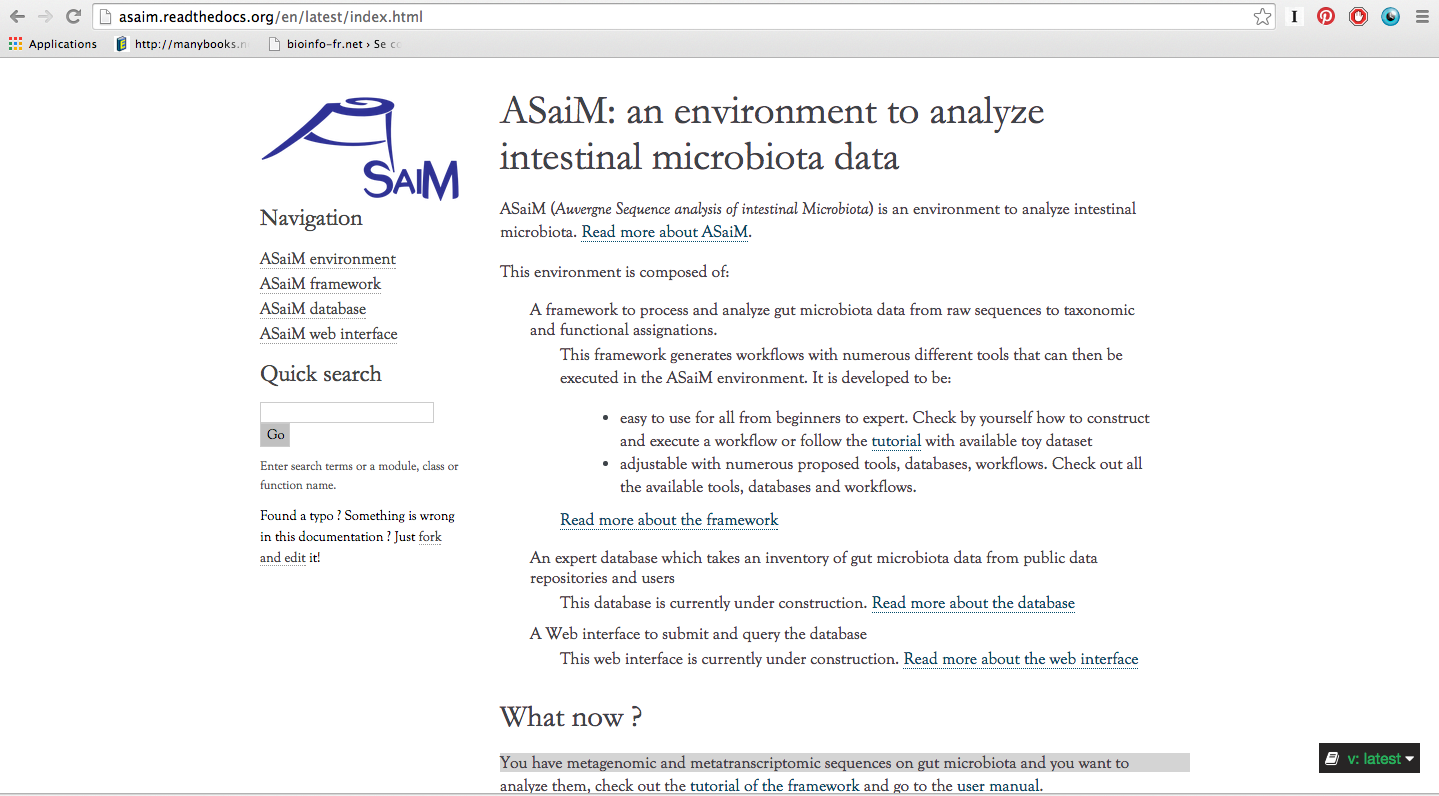 asaim.readthedocs.org/en/latest/index.html
Applications
http://manybooks.n
bioinfo-fr.net › Se c
SaiM
Navigation
ASaiM environment
ASaiM framework
ASaiM database
ASaiM web interface
Quick search
Go
Enter search terms or a module, class or
function name.
Found a typo ? Something is wrong
in this documentation ? Just fork
and edit it!
ASaiM: an environment to analyze
intestinal microbiota data
ASaiM (Auvergne Sequence analysis of intestinal Microbiota) is an environment to analyze intestinal
microbiota. Read more about ASaiM.
This environment is composed of:
A framework to process and analyze gut microbiota data from raw sequences to taxonomic
and functional assignations.
This framework generates workflows with numerous different tools that can then be
executed in the ASaiM environment. It is developed to be:
• easy to use for all from beginners to expert. Check by yourself how to construct
and execute a workflow or follow the tutorial with available toy dataset
• adjustable with numerous proposed tools, databases, workflows. Check out all
the available tools, databases and workflows.
Read more about the framework
An expert database which takes an inventory of gut microbiota data from public data
repositories and users
This database is currently under construction. Read more about the database
A Web interface to submit and query the database
This web interface is currently under construction. Read more about the web interface
What now ?
You have metagenomic and metatranscriptomic sequences on gut microbiota and you want to
analyze them, check out the tutorial of the framework and go to the user manual.
v: latest